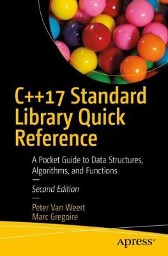 C++17 Standard
Library Quick
Reference
A Pocket Guide to Data Structures,
Algorithms, and Functions
Second Edition
Peter Van Weert
Marc Gregoire
Apress®